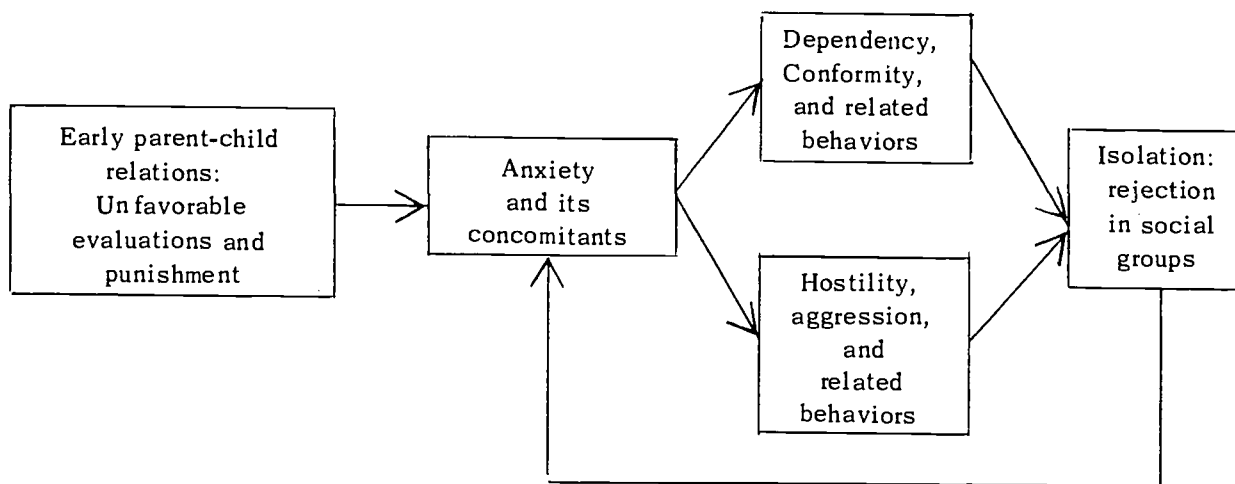 Early parent-child
relations:
Unfavorable
evaluations and
punishment
Anxiety
and its
concomitants
Dependency,
Conformity,
and related
behaviors
Hostility,
aggression,
and
related
behaviors
Isolation:
rejection
in social
groups